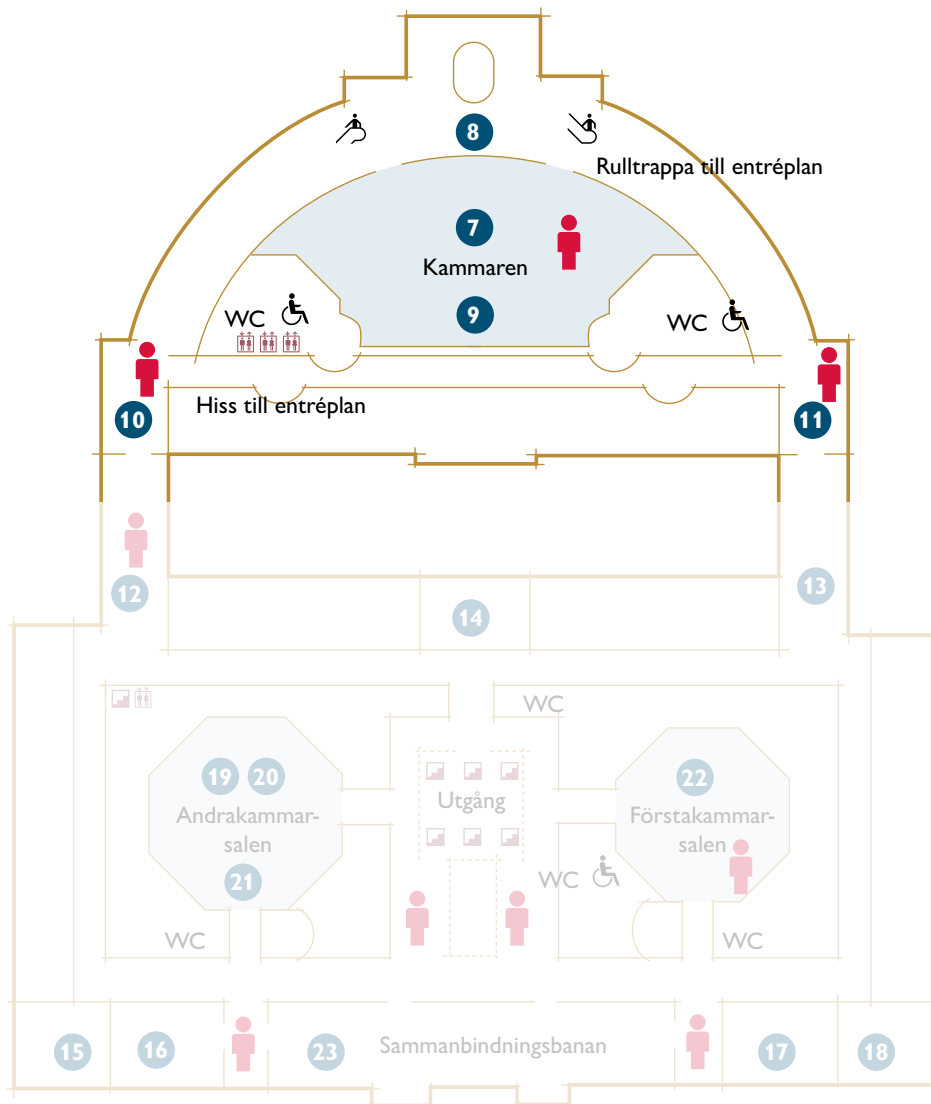 8
Rulltrappa till entréplan
7
Kammaren
9
WC
WC
Hiss till entréplan
10
11
12
13
14
WC
19
20
22
Utgång
Andrakammar-
salen
Förstakammar-
salen
21
WC
WC
WC
15
16
23
Sammanbindningsbanan
17
18